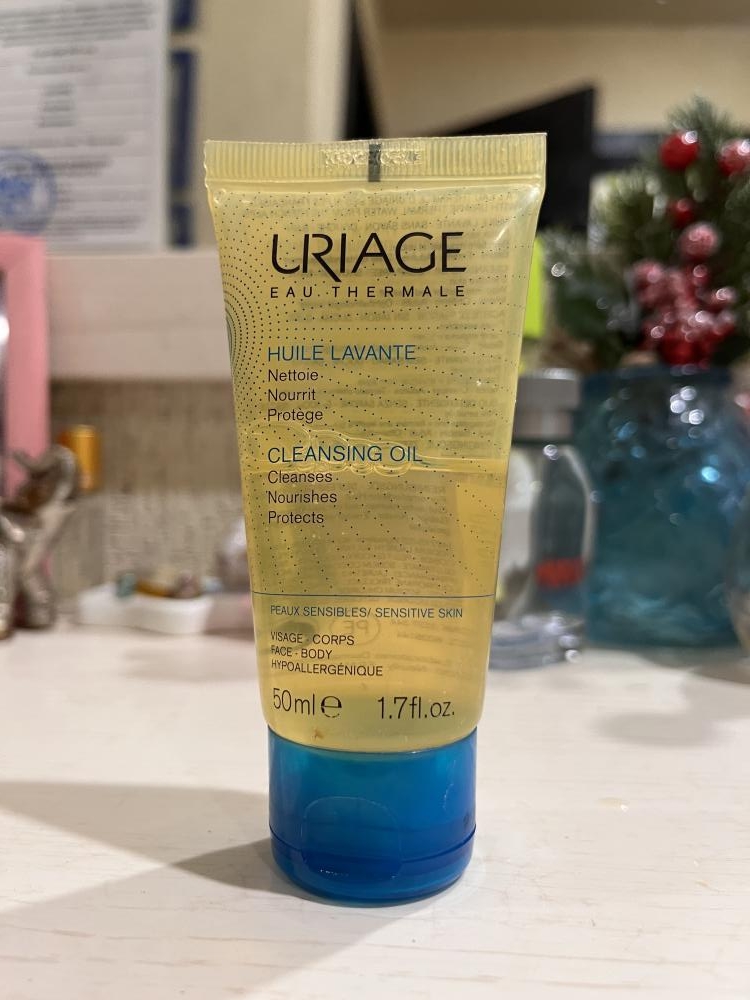 URIAGE
EAU THERMALE
HUILE LAVANTE
Nettoie
Nourrit
Protège
CLEANSING OIL
Cleanses
Nourishes
Protects
PEAUX SENSIBLES/ SENSITIVE SKIN
VISAGE - CORPS
FACE - BODY
HYPOALLERGÉNIQUE
50ml e 1.7fl.oz.